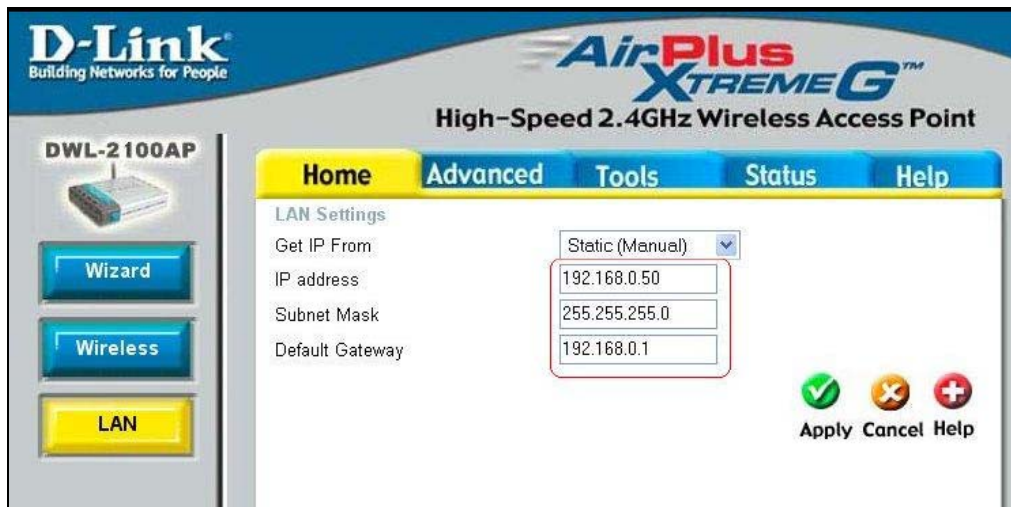 D-Link
Building Networks for People
AirPlus
XTREME G™
High-Speed 2.4GHz Wireless Access Point
DWL-2100AP
Home Advanced Tools Status Help
LAN Settings
Get IP From Static (Manual)
IP address 192.168.0.50
Subnet Mask 255.255.255.0
Default Gateway 192.168.0.1
Wizard
Wireless
LAN
Apply Cancel Help